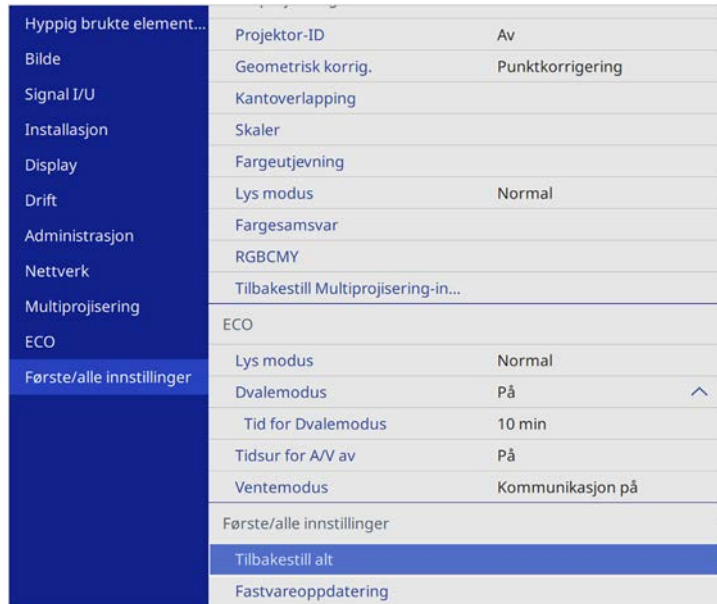 Hyppig brukte element...
Bilde
Signal I/U
Installasjon
Display
Drift
Administrasjon
Nettverk
Multiprojisering
ECO
Første/alle innstillinger
Projektor-ID Av
Geometrisk korrig. Punktkorrigering
Kantoverlapping
Skaler
Fargeutjevning
Lys modus Normal
Fargesamsvar
RGBCMY
Tilbakestill Multiprojisering-in...
ECO
Lys modus Normal
Dvalemodus På
Tid for Dvalemodus 10 min
Tidsur for A/V av På
Ventemodus Kommunikasjon på
Første/alle innstillinger
Tilbakestill alt
Fastvareoppdatering